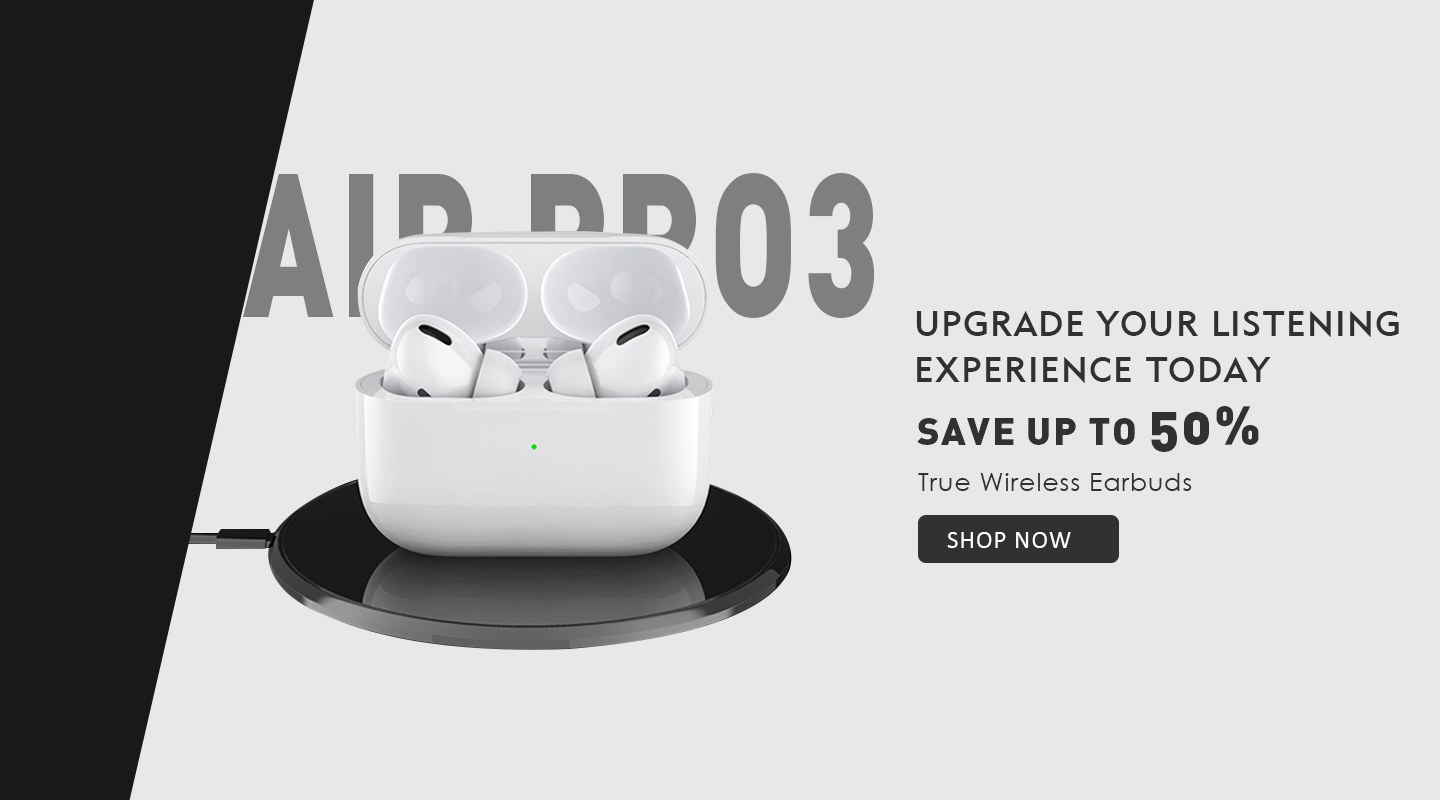 AIR PRO3
UPGRADE YOUR LISTENING
EXPERIENCE TODAY
SAVE UP TO 50%
True Wireless Earbuds
SHOP NOW